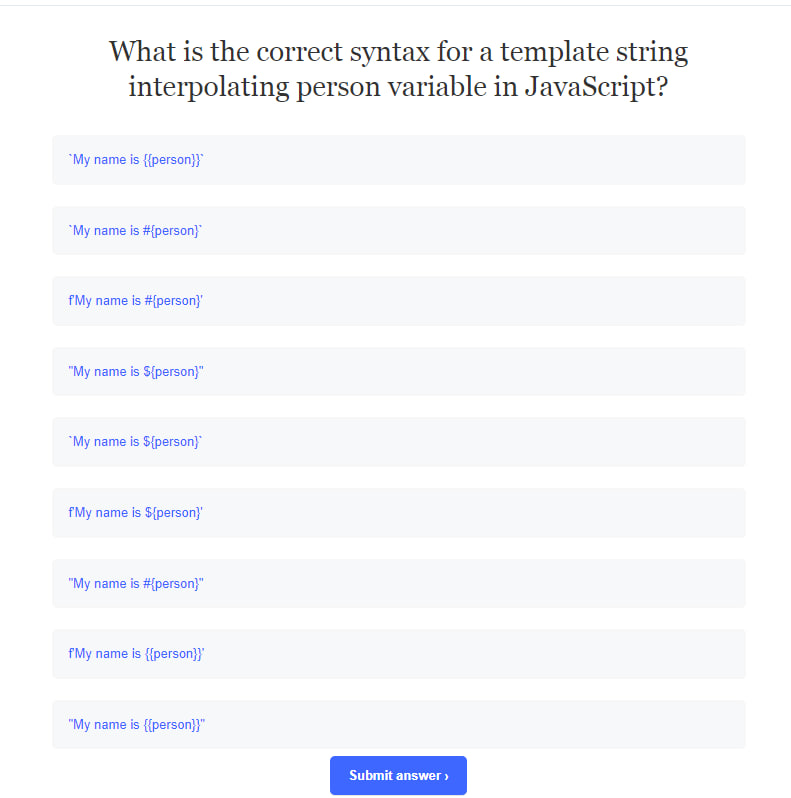 What is the correct syntax for a template string
interpolating person variable in JavaScript?
`My name is {{person}}`
`My name is #{person}`
f'My name is #{person}'
"My name is ${person}"
`My name is ${person}`
f'My name is ${person}'
"My name is #{person}"
f'My name is {{person}}'
"My name is {{person}}"
Submit answer ›